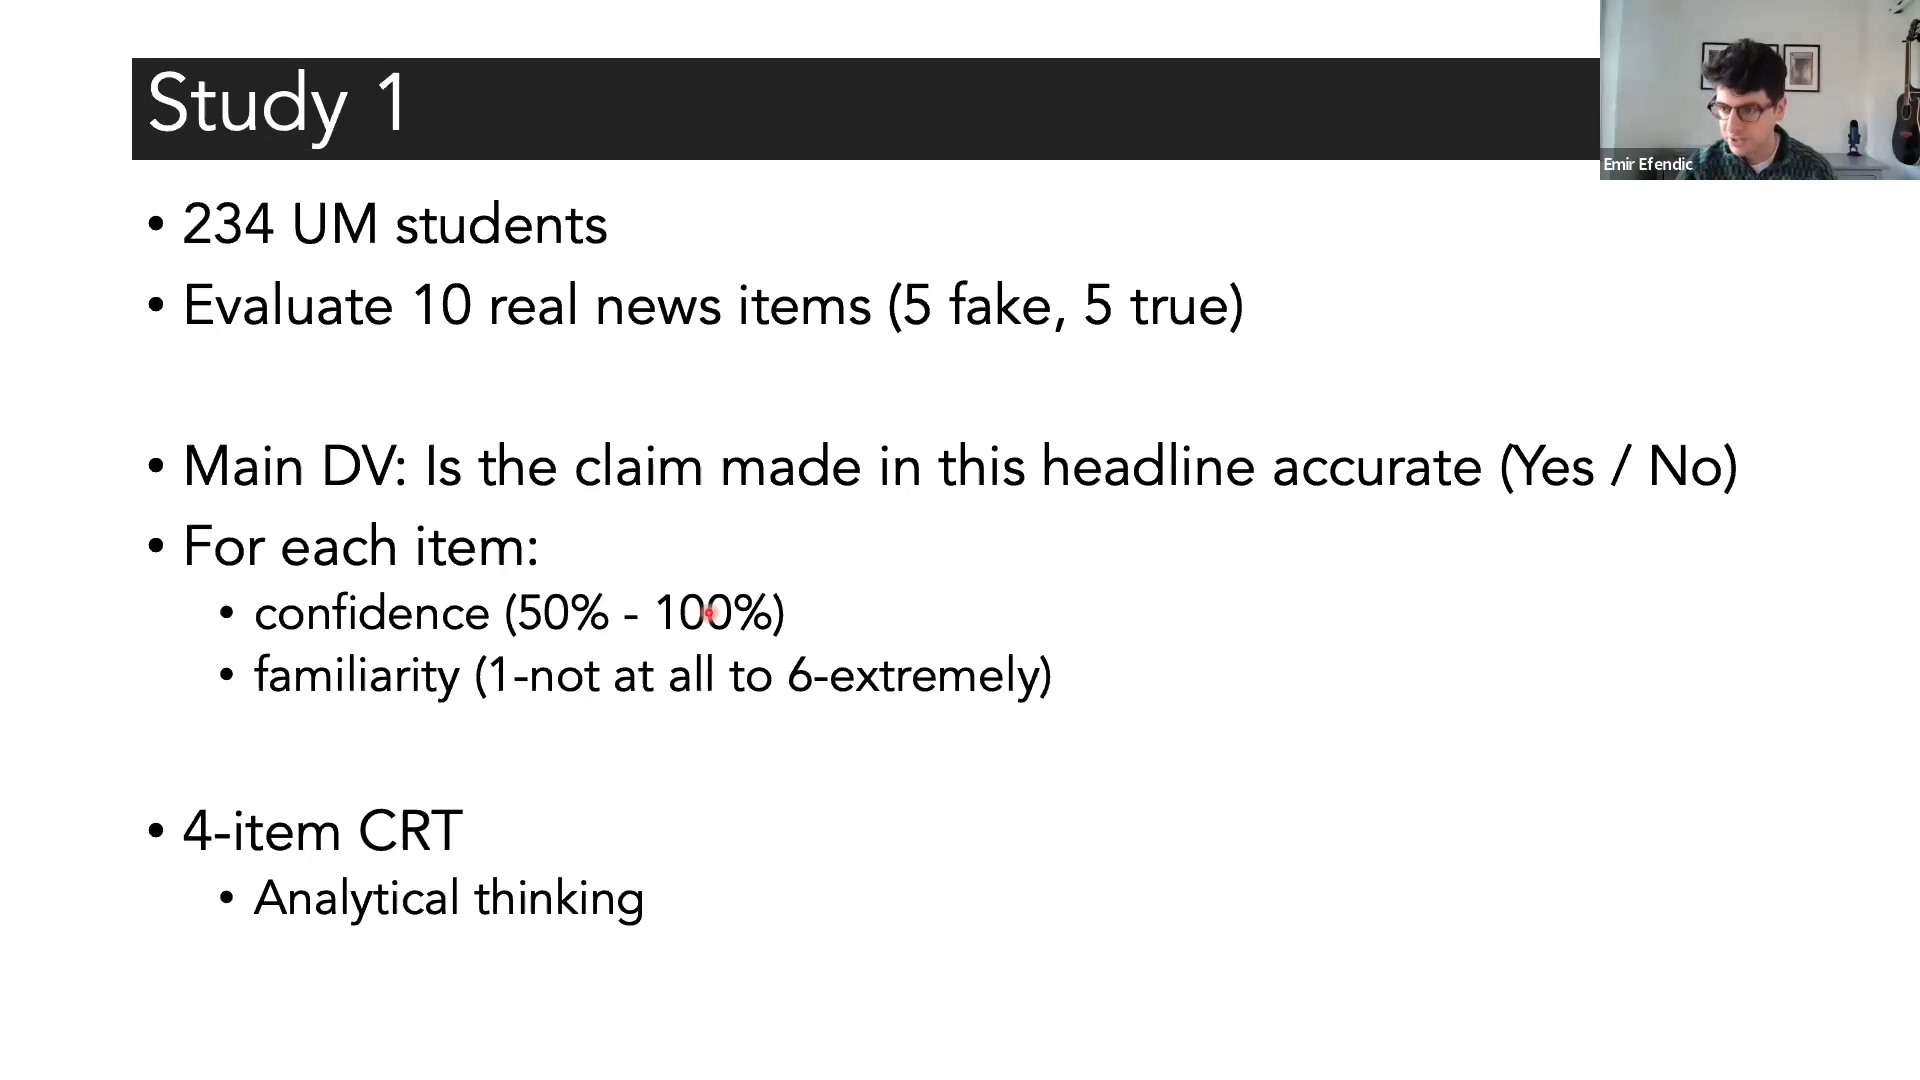 Study 1
Emir Efendic
• 234 UM students
• Evaluate 10 real news items (5 fake, 5 true)
• Main DV: Is the claim made in this headline accurate (Yes / No)
• For each item:
• confidence (50% - 100%)
• familiarity (1-not at all to 6-extremely)
• 4-item CRT
• Analytical thinking